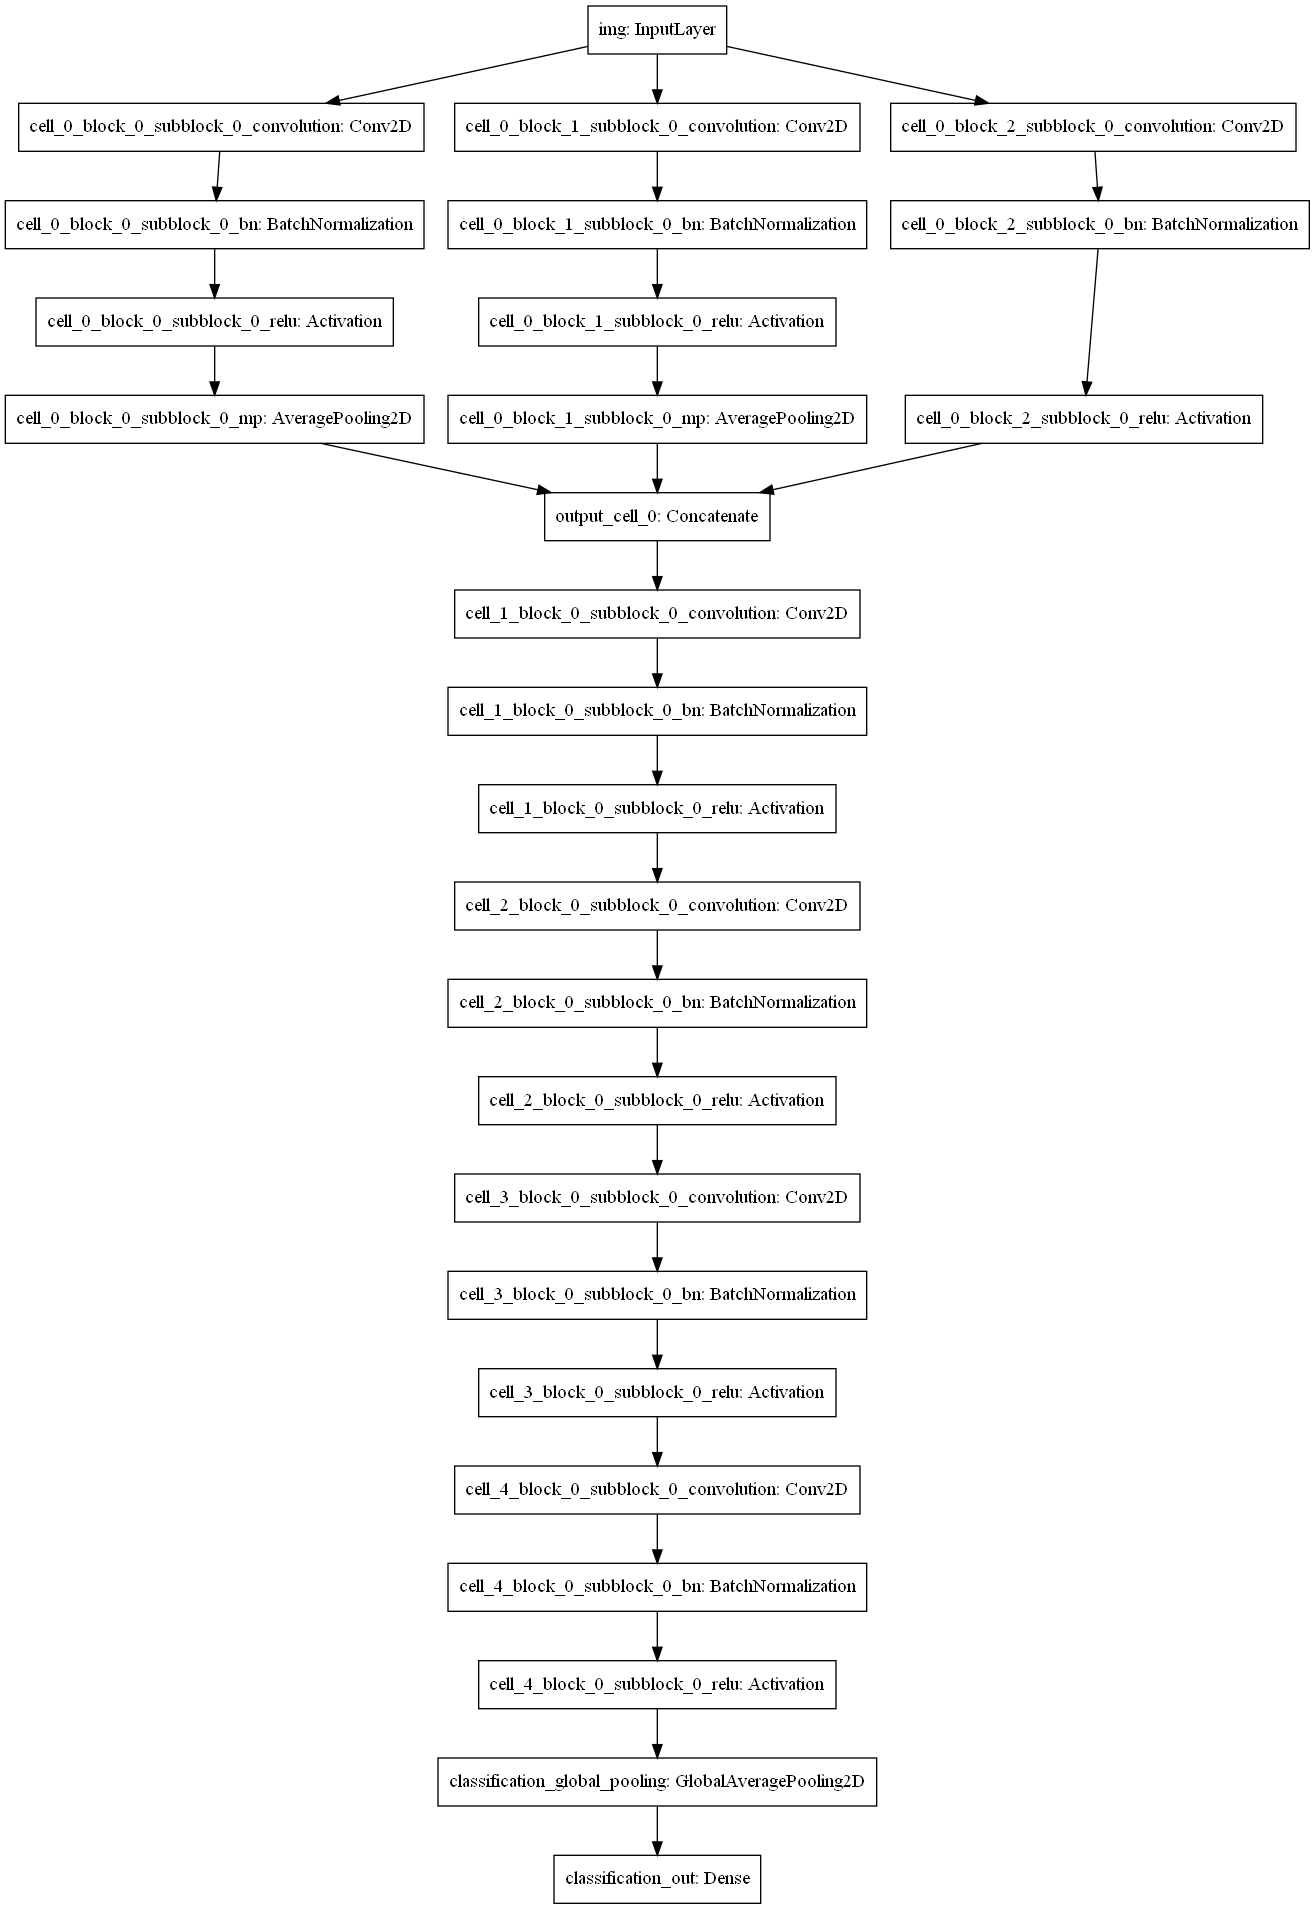 img: InputLayer
cell_0_block_0_subblock_0_convolution: Conv2D
cell_0_block_1_subblock_0_convolution: Conv2D
cell_0_block_2_subblock_0_convolution: Conv2D
cell_0_block_0_subblock_0_bn: BatchNormalization
cell_0_block_1_subblock_0_bn: BatchNormalization
cell_0_block_2_subblock_0_bn: BatchNormalization
cell_0_block_0_subblock_0_relu: Activation
cell_0_block_1_subblock_0_relu: Activation
cell_0_block_0_subblock_0_mp: AveragePooling2D
cell_0_block_1_subblock_0_mp: AveragePooling2D
cell_0_block_2_subblock_0_relu: Activation
output_cell_0: Concatenate
cell_1_block_0_subblock_0_convolution: Conv2D
cell_1_block_0_subblock_0_bn: BatchNormalization
cell_1_block_0_subblock_0_relu: Activation
cell_2_block_0_subblock_0_convolution: Conv2D
cell_2_block_0_subblock_0_bn: BatchNormalization
cell_2_block_0_subblock_0_relu: Activation
cell_3_block_0_subblock_0_convolution: Conv2D
cell_3_block_0_subblock_0_bn: BatchNormalization
cell_3_block_0_subblock_0_relu: Activation
cell_4_block_0_subblock_0_convolution: Conv2D
cell_4_block_0_subblock_0_bn: BatchNormalization
cell_4_block_0_subblock_0_relu: Activation
classification_global_pooling: GlobalAveragePooling2D
classification_out: Dense